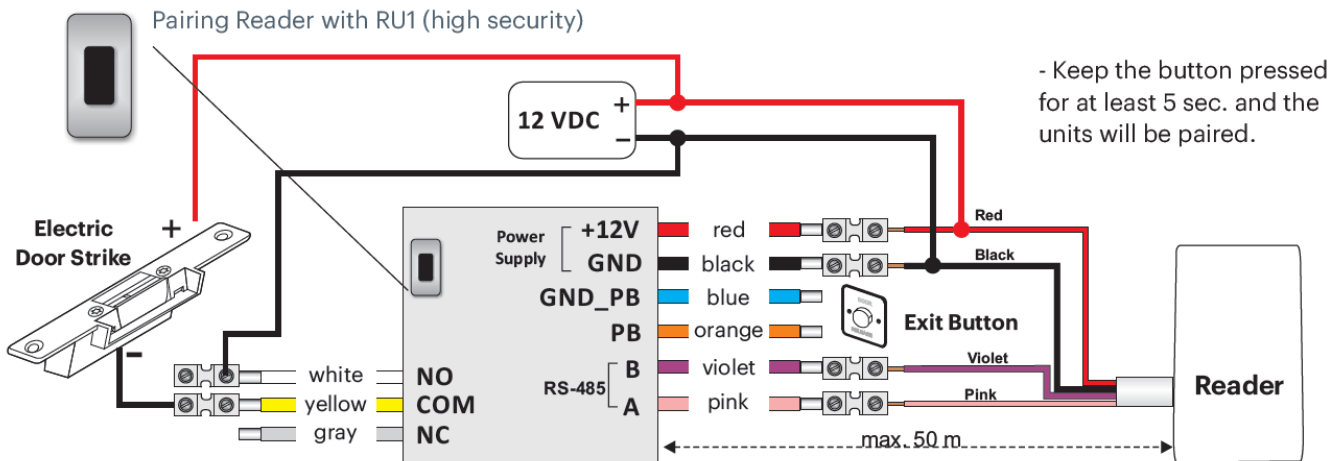 Pairing Reader with RU1 (high security)
- Keep the button pressed
for at least 5 sec. and the
units will be paired.
12 VDC
+
–
Electric
Door Strike
+
-
Power
Supply
+12V
GND
GND_PB
PB
RS-485
B
A
NO
COM
NC
white
yellow
gray
red
black
blue
orange
violet
pink
Red
Black
Exit Button
Violet
Pink
Reader
max. 50 m